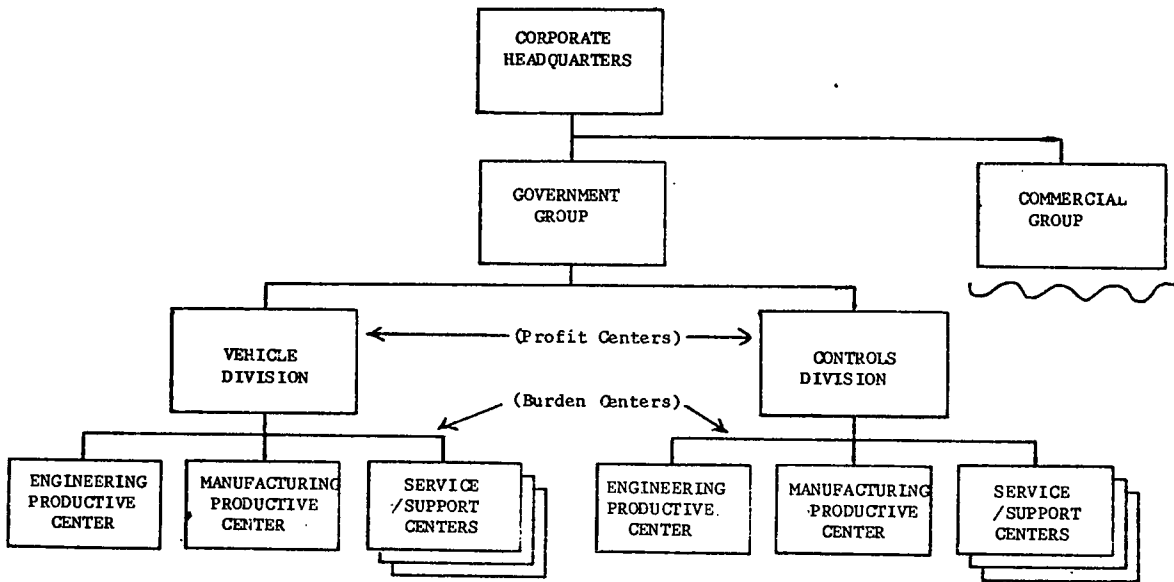 CORPORATE
HEADQUARTERS
GOVERNMENT
GROUP
COMMERCIAL
GROUP
(Profit Centers)
VEHICLE
DIVISION
CONTROLS
DIVISION
(Burden Centers)
ENGINEERING
PRODUCTIVE
CENTER
MANUFACTURING
PRODUCTIVE
CENTER
SERVICE
/SUPPORT
CENTERS
ENGINEERING
PRODUCTIVE
CENTER
MANUFACTURING
PRODUCTIVE
CENTER
SERVICE
/SUPPORT
CENTERS